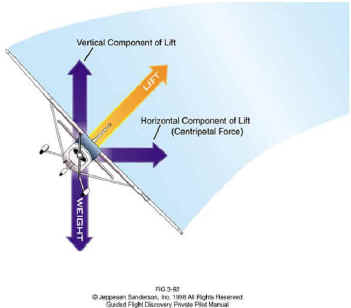 Vertical Component of Lift
LIFT
Horizontal Component of Lift
(Centripetal Force)
WEIGHT
FIG 3-62
© Jeppesen Sanderson, Inc. 1998 All Rights Reserved
Guided Flight Discovery Private Pilot Manual